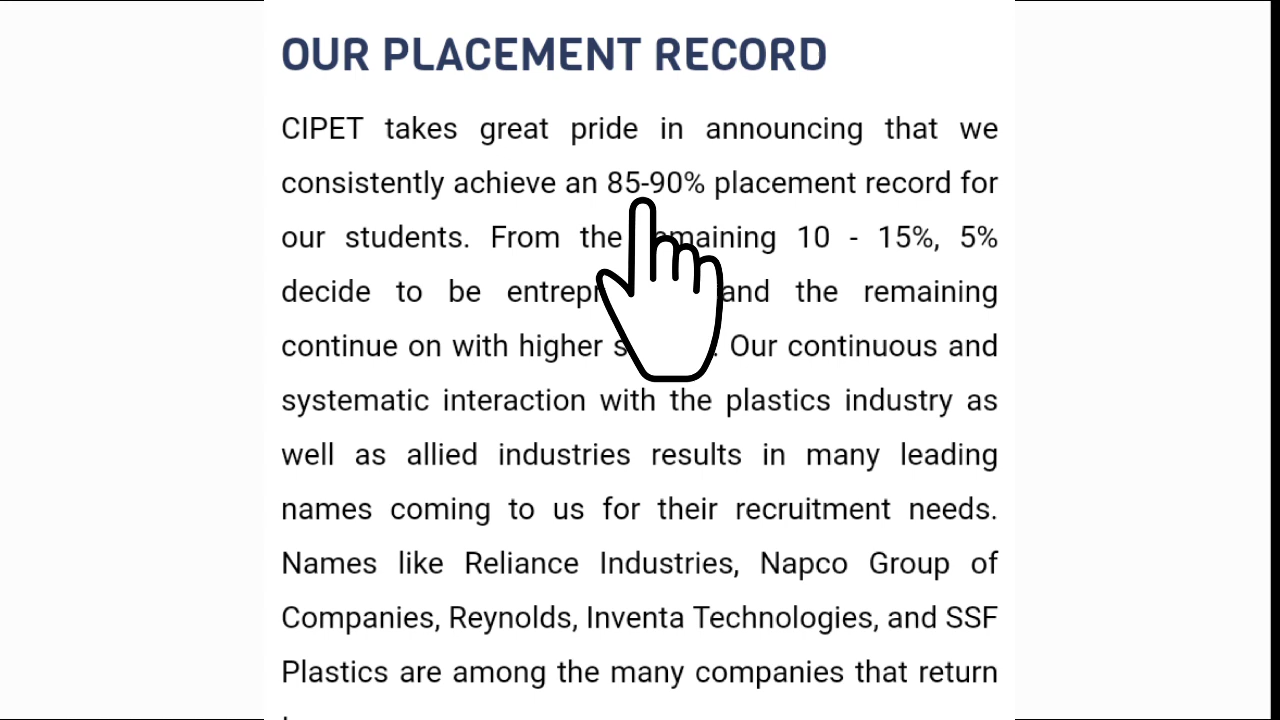 OUR PLACEMENT RECORD
CIPET takes great pride in announcing that we
consistently achieve an 85-90% placement record for
our students. From the 10 - 15%, 5%
decide to be and the remaining
continue on with higher . Our continuous and
systematic interaction with the plastics industry as
well as allied industries results in many leading
names coming to us for their recruitment needs.
Names like Reliance Industries, Napco Group of
Companies, Reynolds, Inventa Technologies, and SSF
Plastics are among the many companies that return